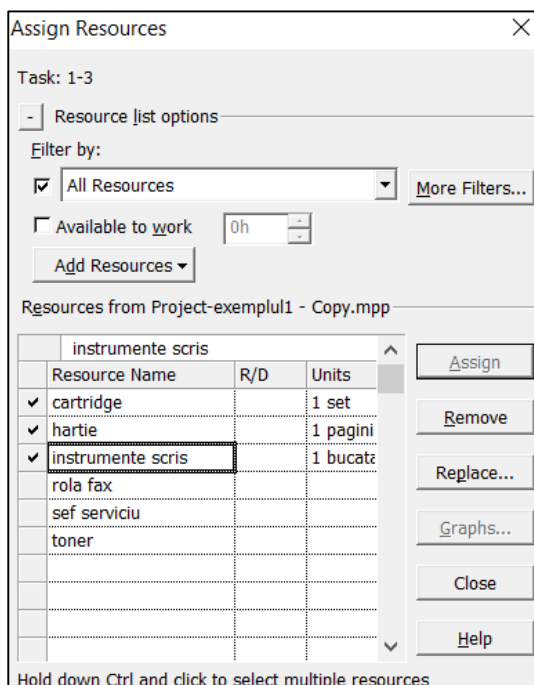 Assign Resources
Task: 1-3
- Resource list options
Filter by:
All Resources More Filters...
Available to work 0h
Add Resources
Resources from Project-exemplul1 - Copy.mpp
instrumente scris
Assign
Resource Name R/D Units
cartridge 1 set
Remove
hartie 1 pagini
instrumente scris 1 bucata
Replace...
rola fax
sef serviciu
Graphs...
toner
Close
Help
Hold down Ctrl and click to select multiple resources